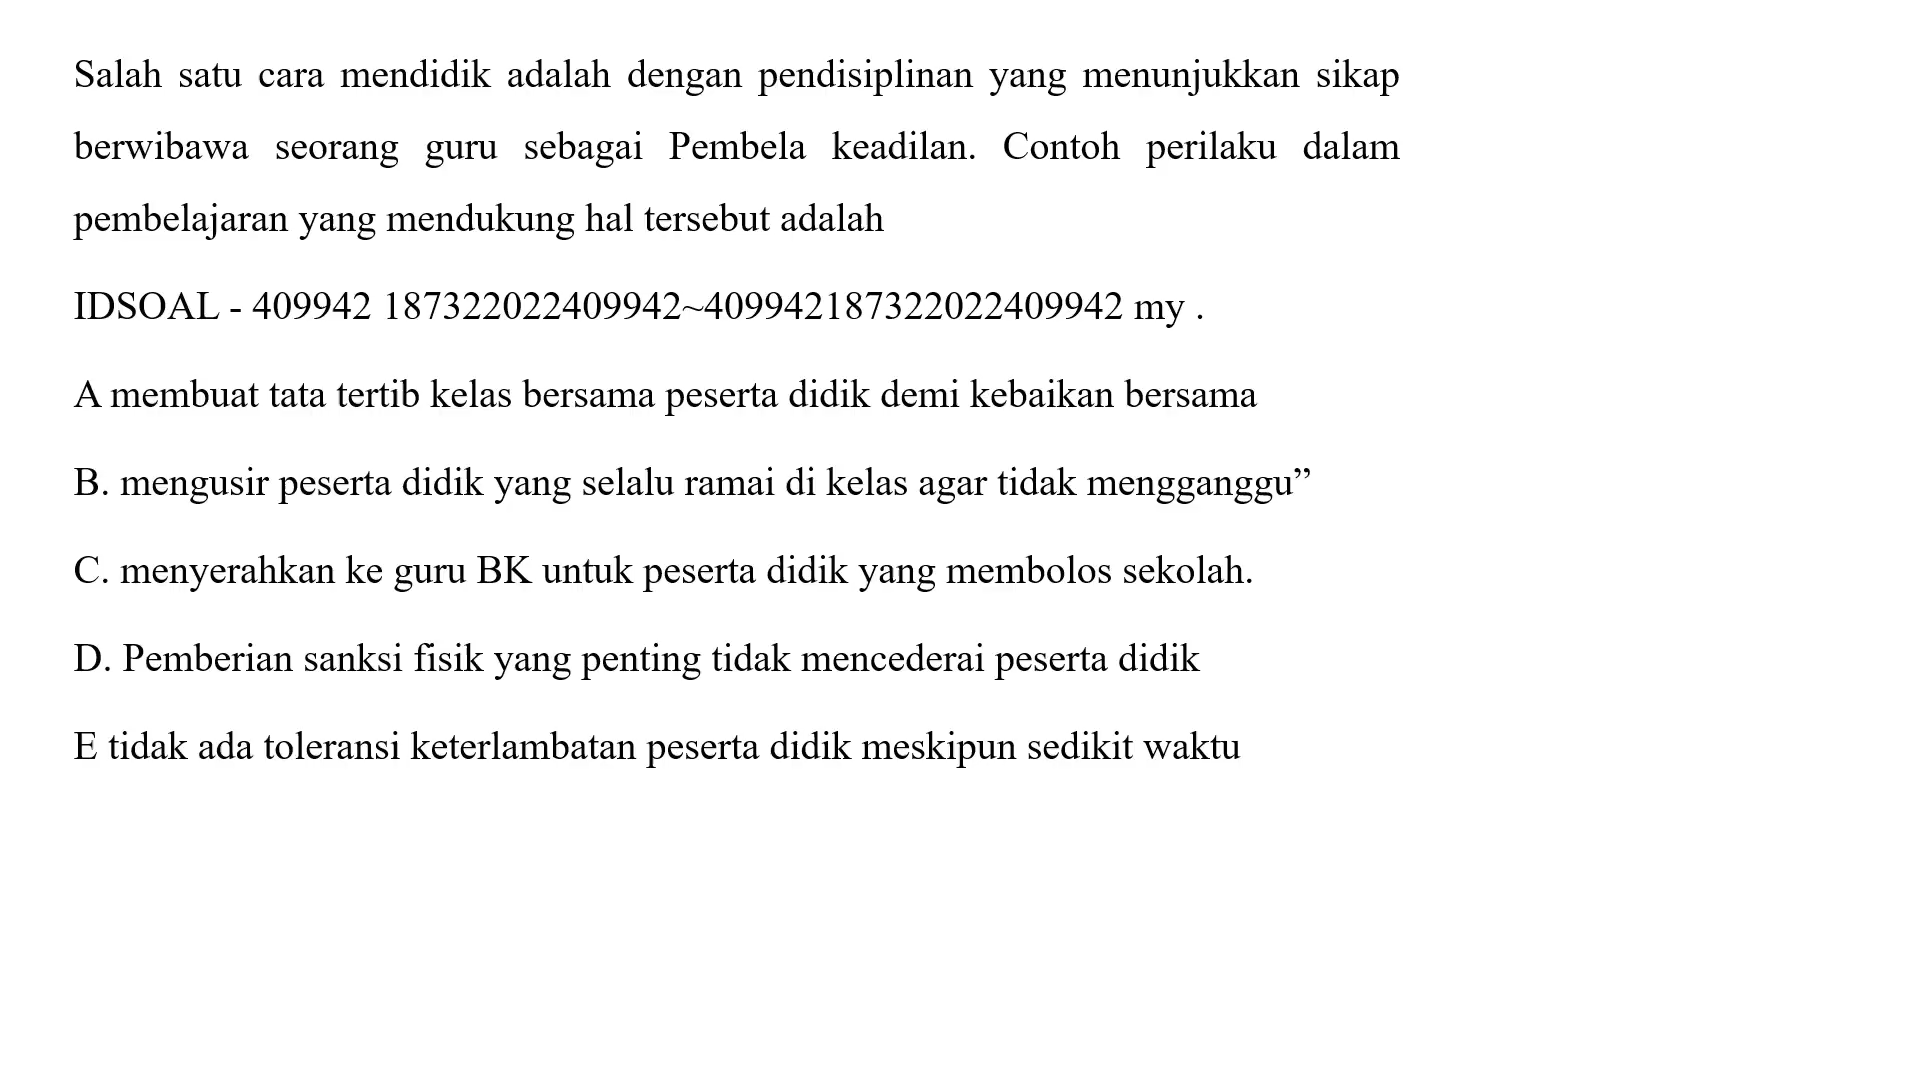 Salah satu cara mendidik adalah dengan pendisiplinan yang menunjukkan sikap
berwibawa seorang guru sebagai Pembela keadilan. Contoh perilaku dalam
pembelajaran yang mendukung hal tersebut adalah
IDSOAL - 409942 187322022409942~409942187322022409942 my .
A membuat tata tertib kelas bersama peserta didik demi kebaikan bersama
B. mengusir peserta didik yang selalu ramai di kelas agar tidak mengganggu”
C. menyerahkan ke guru BK untuk peserta didik yang membolos sekolah.
D. Pemberian sanksi fisik yang penting tidak mencederai peserta didik
E tidak ada toleransi keterlambatan peserta didik meskipun sedikit waktu